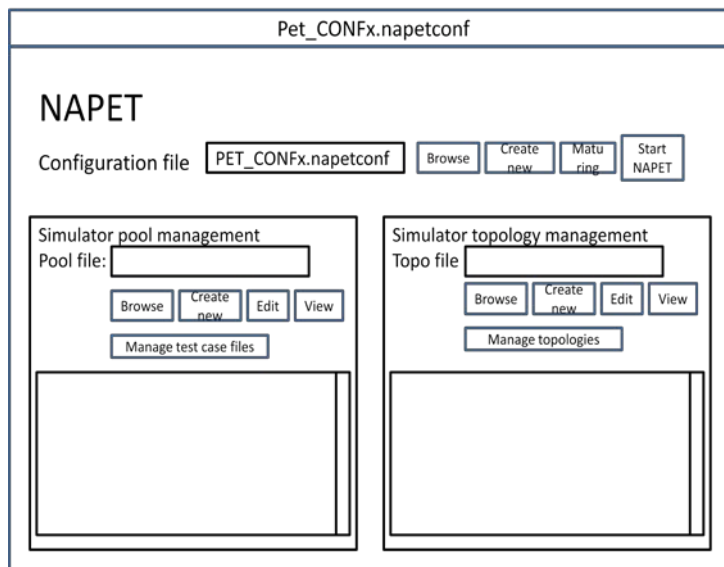 Pet_CONFx.napetconf
NAPET
Configuration file PET_CONFx.napetconf Browse Create new Matu ring Start NAPET
Simulator pool management
Pool file:
Browse Create new Edit View
Manage test case files
Simulator topology management
Topo file
Browse Create new Edit View
Manage topologies